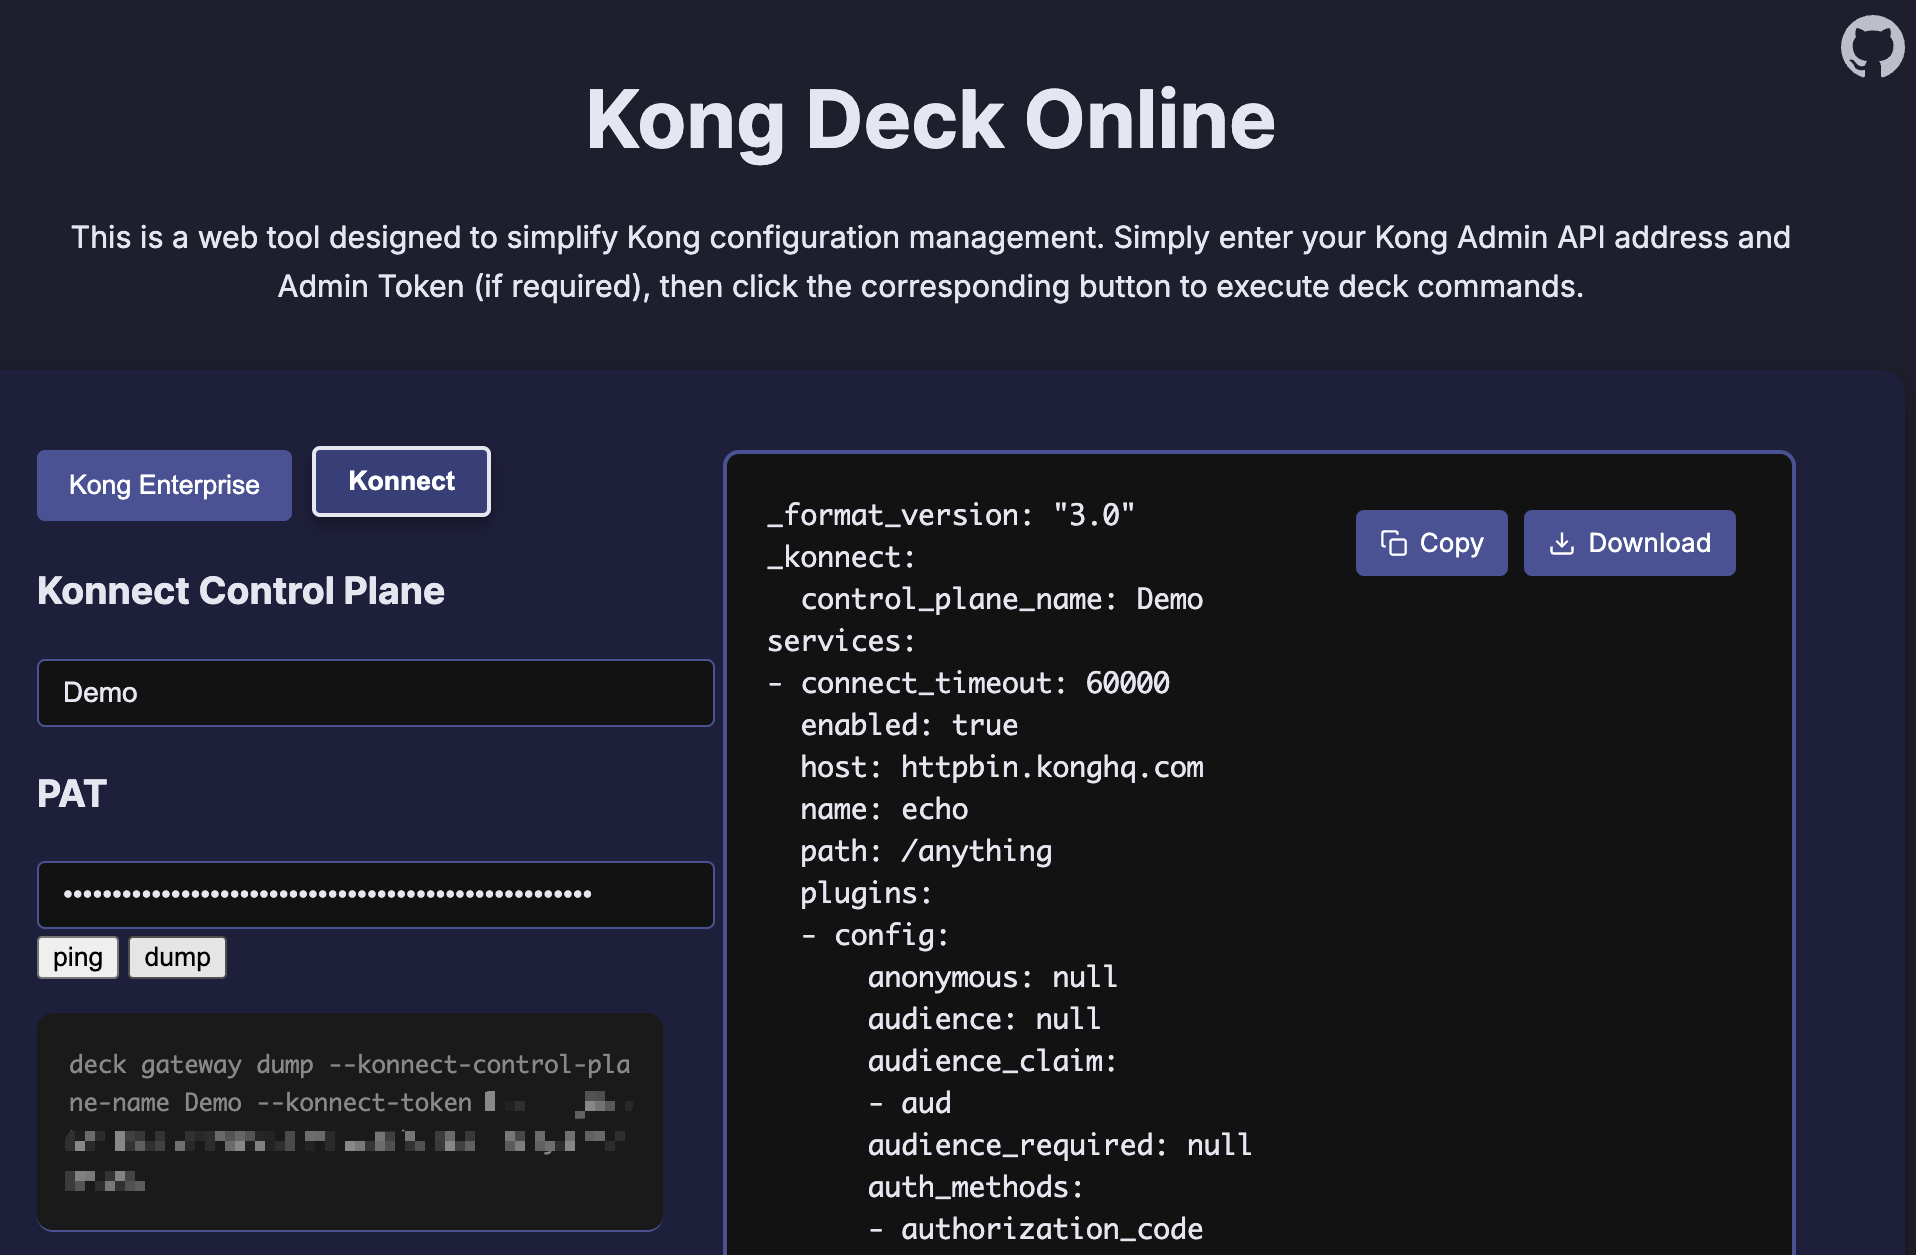 Kong Deck Online
This is a web tool designed to simplify Kong configuration management. Simply enter your Kong Admin API address and
Admin Token (if required), then click the corresponding button to execute deck commands.
Kong Enterprise
Konnect
Konnect Control Plane
Demo
PAT
ping
dump
deck gateway dump --konnect-control-pla
ne-name Demo --konnect-token
Copy
Download
_format_version: "3.0"
_konnect:
  control_plane_name: Demo
services:
- connect_timeout: 60000
  enabled: true
  host: httpbin.konghq.com
  name: echo
  path: /anything
  plugins:
  - config:
      anonymous: null
      audience: null
      audience_claim:
      - aud
      audience_required: null
      auth_methods:
      - authorization_code